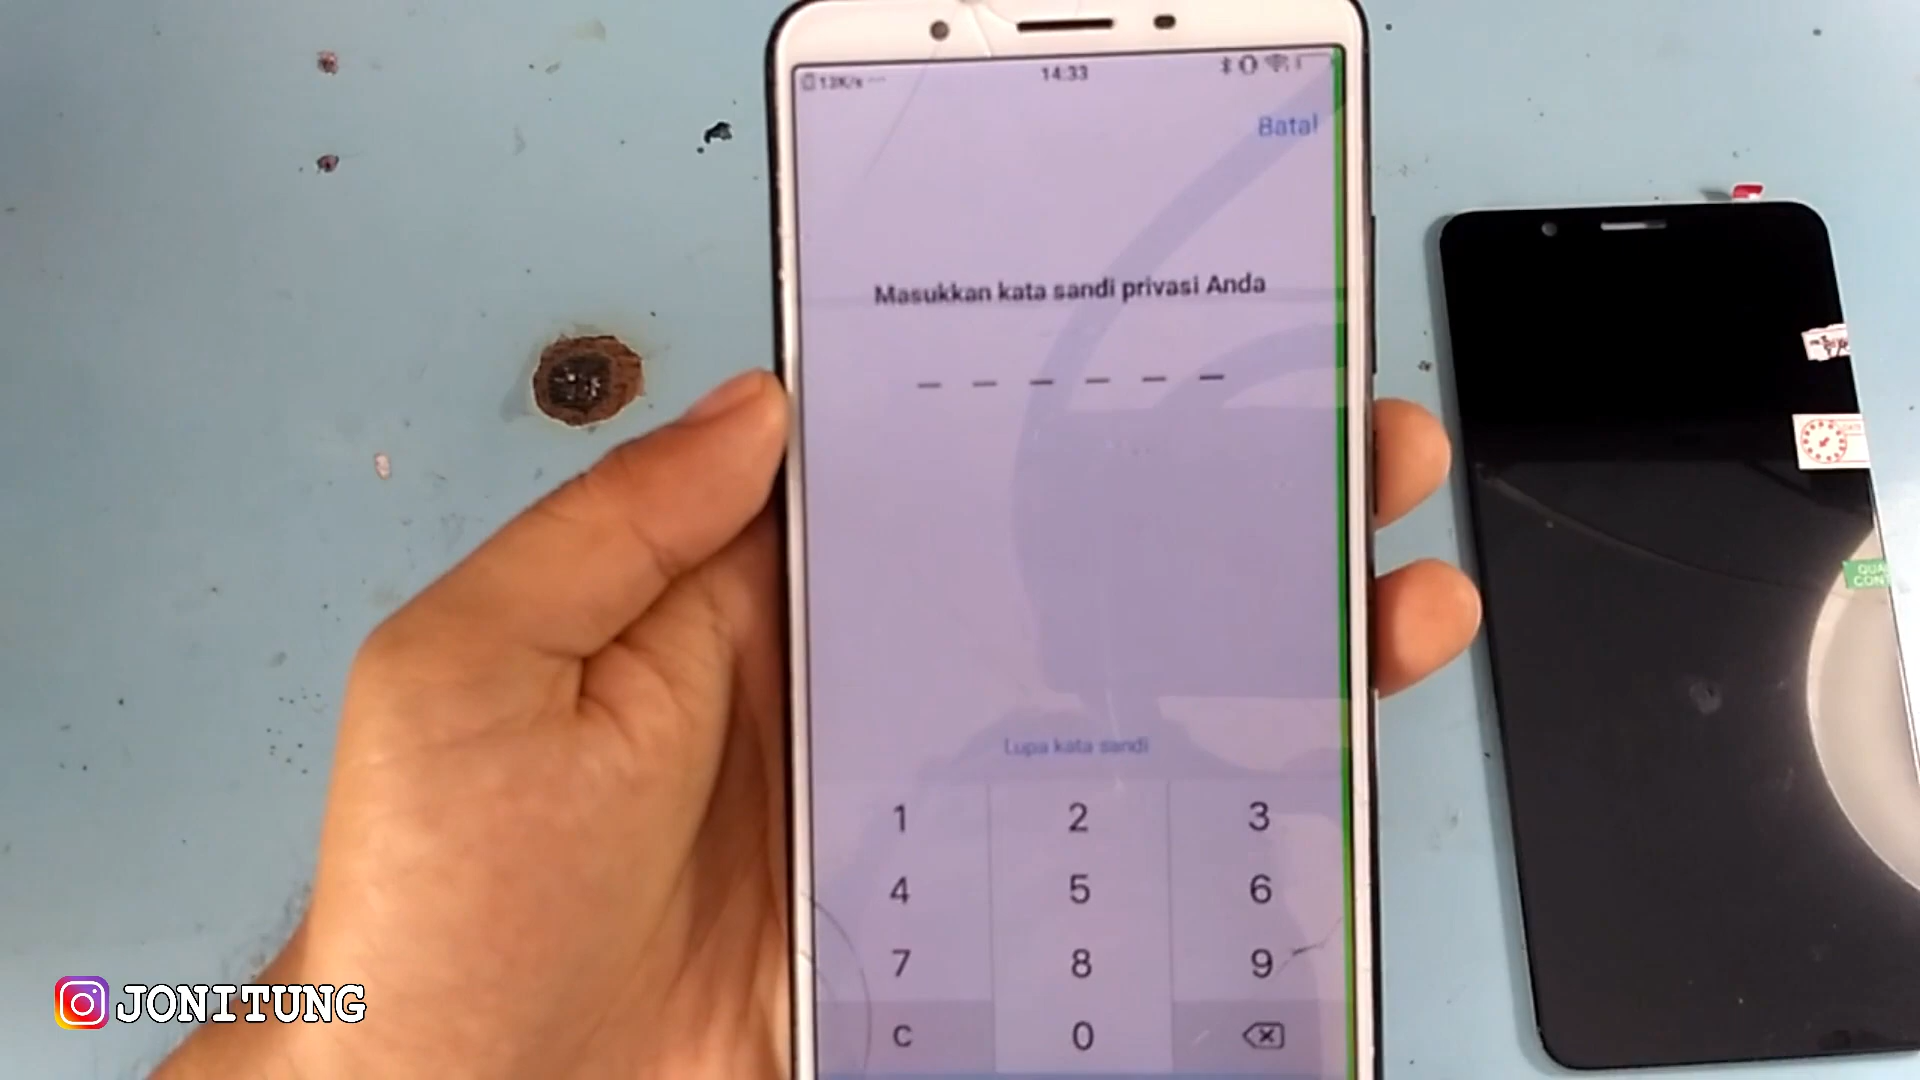 13K/s
14:33
Batal
Masukkan kata sandi privasi Anda
Lupa kata sandi
1 2 3
4 5 6
7 8 9
C 0
JONITUNG